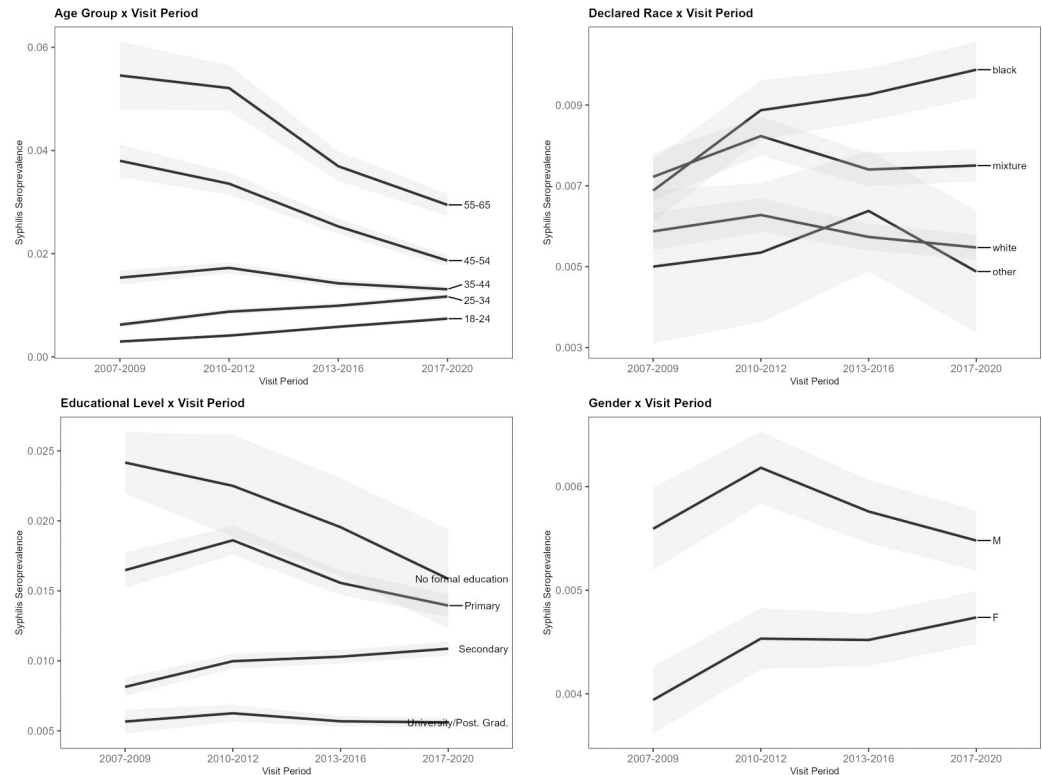 Age Group x Visit Period
Syphilis Seroprevalence
0.06
0.04
0.02
0.00
55-65
45-54
35-44
25-34
18-24
2007-2009 2010-2012 2013-2016 2017-2020
Visit Period
Declared Race x Visit Period
Syphilis Seroprevalence
0.009
0.007
0.005
0.003
black
mixture
white
other
2007-2009 2010-2012 2013-2016 2017-2020
Visit Period
Educational Level x Visit Period
Syphilis Seroprevalence
0.025
0.020
0.015
0.010
0.005
No formal education
Primary
Secondary
University/Post. Grad.
2007-2009 2010-2012 2013-2016 2017-2020
Visit Period
Gender x Visit Period
Syphilis Seroprevalence
0.006
0.005
0.004
M
F
2007-2009 2010-2012 2013-2016 2017-2020
Visit Period